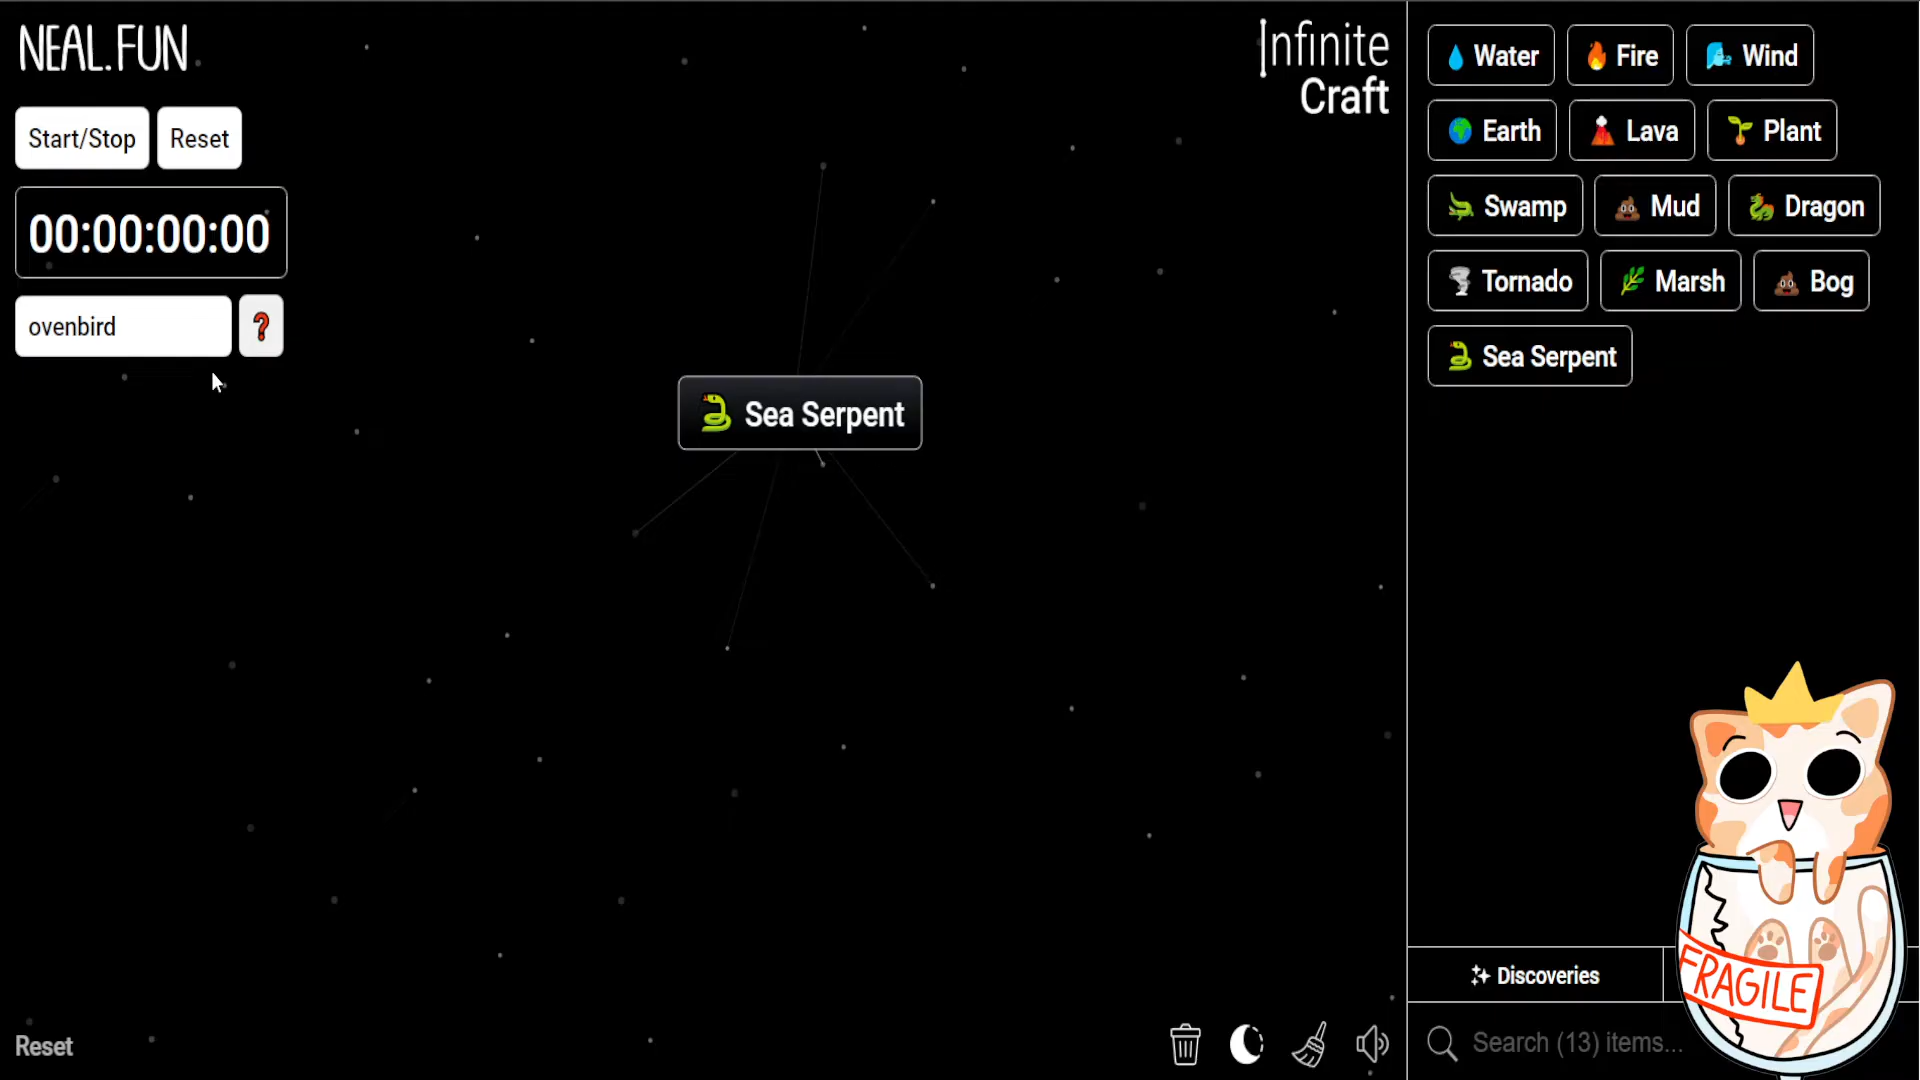 NEAL.FUN
Infinite
Craft
Start/Stop
Reset
00:00:00:00
ovenbird
Sea Serpent
Water
Fire
Wind
Earth
Lava
Plant
Swamp
Mud
Dragon
Tornado
Marsh
Bog
Sea Serpent
Discoveries
FRAGILE
Reset
Search (13) items...